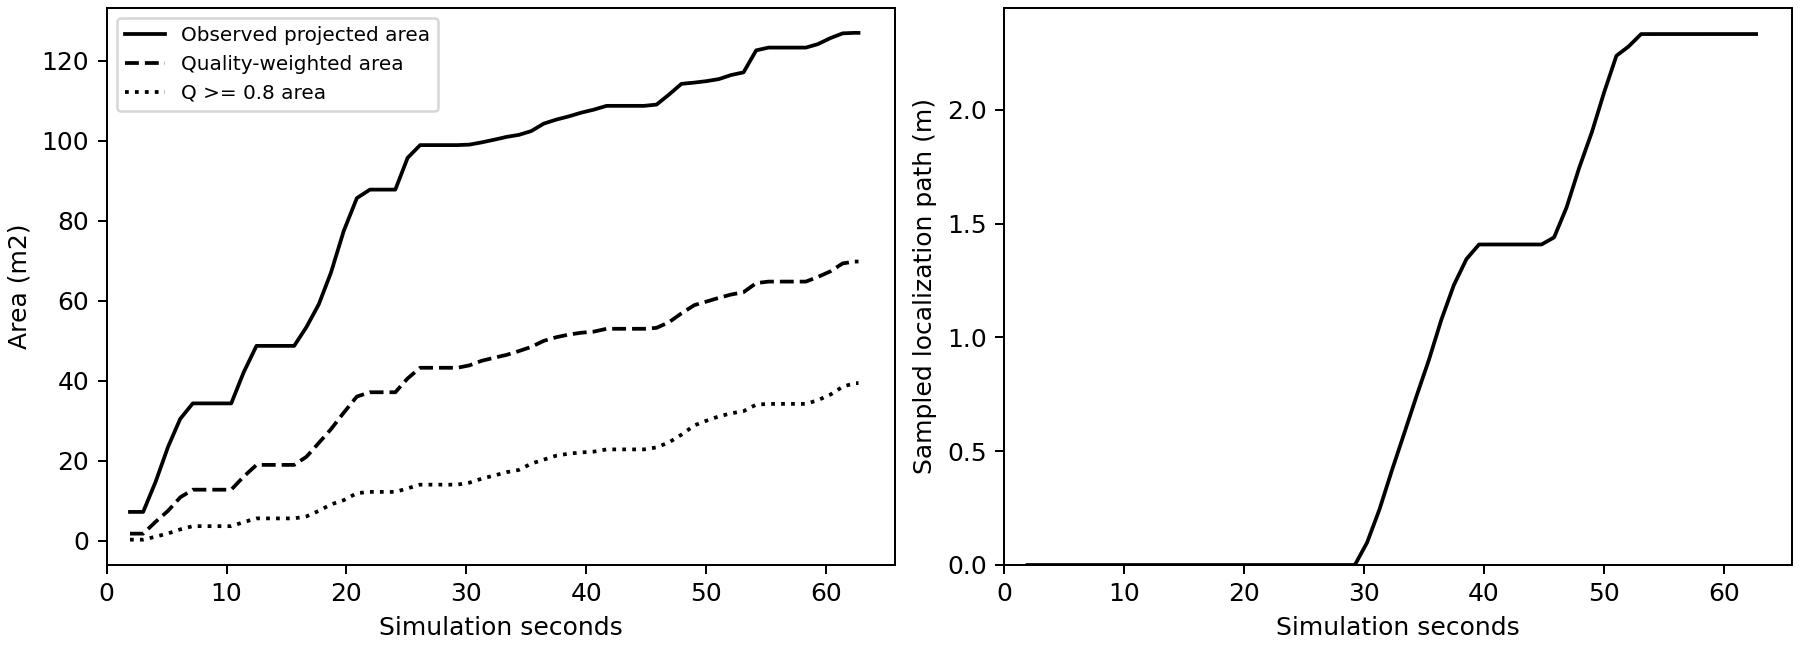 Observed projected area
Quality-weighted area
Q >= 0.8 area
Area (m2)
120
100
80
60
40
20
0
0 10 20 30 40 50 60
Simulation seconds
Sampled localization path (m)
2.0
1.5
1.0
0.5
0.0
0 10 20 30 40 50 60
Simulation seconds